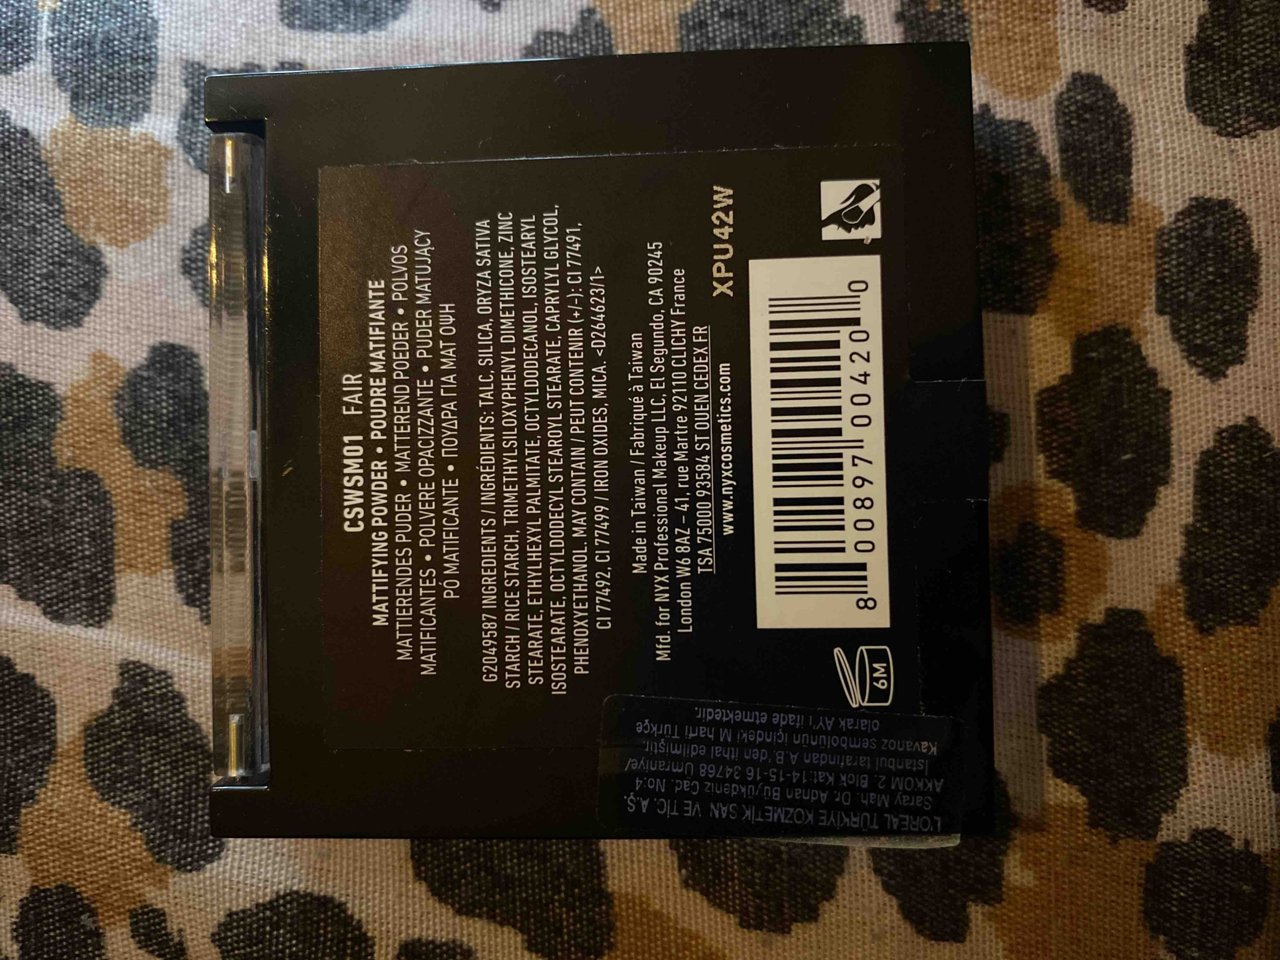 CSWSM01 FAIR
MATTIFYING POWDER • POUDRE MATIFIANTE
MATTIERENDES PUDER • MATTEREND POEDER • POLVOS
MATIFICANTES • POLVERE OPACIZZANTE • PUDER MATUJĄCY
PÓ MATIFICANTE • ΠΟΥΔΡΑ ΓΙΑ ΜΑΤ ΟΨΗ
G2049587 INGREDIENTS / INGRÉDIENTS: TALC, SILICA, ORYZA SATIVA
STARCH / RICE STARCH, TRIMETHYLSILOXYPHENYL DIMETHICONE, ZINC
STEARATE, ETHYLHEXYL PALMITATE, OCTYLDODECANOL, ISOSTEARYL
ISOSTEARATE, OCTYLDODECYL STEAROYL STEARATE, CAPRYLYL GLYCOL,
PHENOXYETHANOL. MAY CONTAIN / PEUT CONTENIR (+/-): CI 77491,
CI 77492, CI 77499 / IRON OXIDES, MICA. <0264623/1>
Made in Taiwan / Fabriqué à Taiwan
Mfd. for NYX Professional Makeup LLC, El Segundo, CA 90245
London W6 8AZ – 41, rue Martre 92110 CLICHY France
TSA 75000 93584 ST OUEN CEDEX FR
www.nyxcosmetics.com
XPU42W
8 00897 00420 0
6M
L'OREAL TÜRKİYE KOZMETİK SAN. VE TİC. A.Ş.
Saray Mah. Dr. Adnan Büyükdeniz Cad. No:4
AKKOM 2. Blok Kat:14-15-16 34768 Ümraniye/
İstanbul tarafından A.B.'den ithal edilmiştir.
Kavanoz sembolünün içindeki M harfi Türkçe
olarak AY'ı ifade etmektedir.